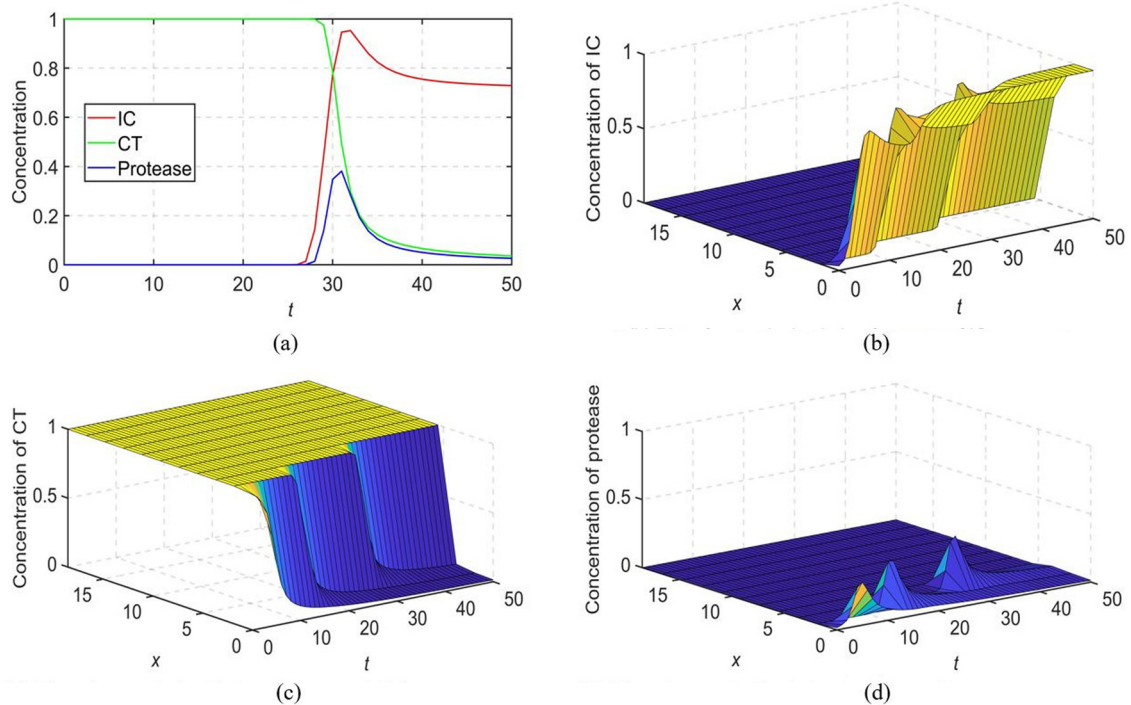 Concentration
1
0.8
0.6
0.4
0.2
0
IC
CT
Protease
0 10 20 30 40 50
t
(a)
Concentration of IC
1
0.5
0
15 10 5 0
x
0 10 20 30 40 50
t
(b)
Concentration of CT
1
0.5
0
15 10 5 0
x
0 10 20 30 40 50
t
(c)
Concentration of protease
1
0.5
0
15 10 5 0
x
0 10 20 30 40 50
t
(d)